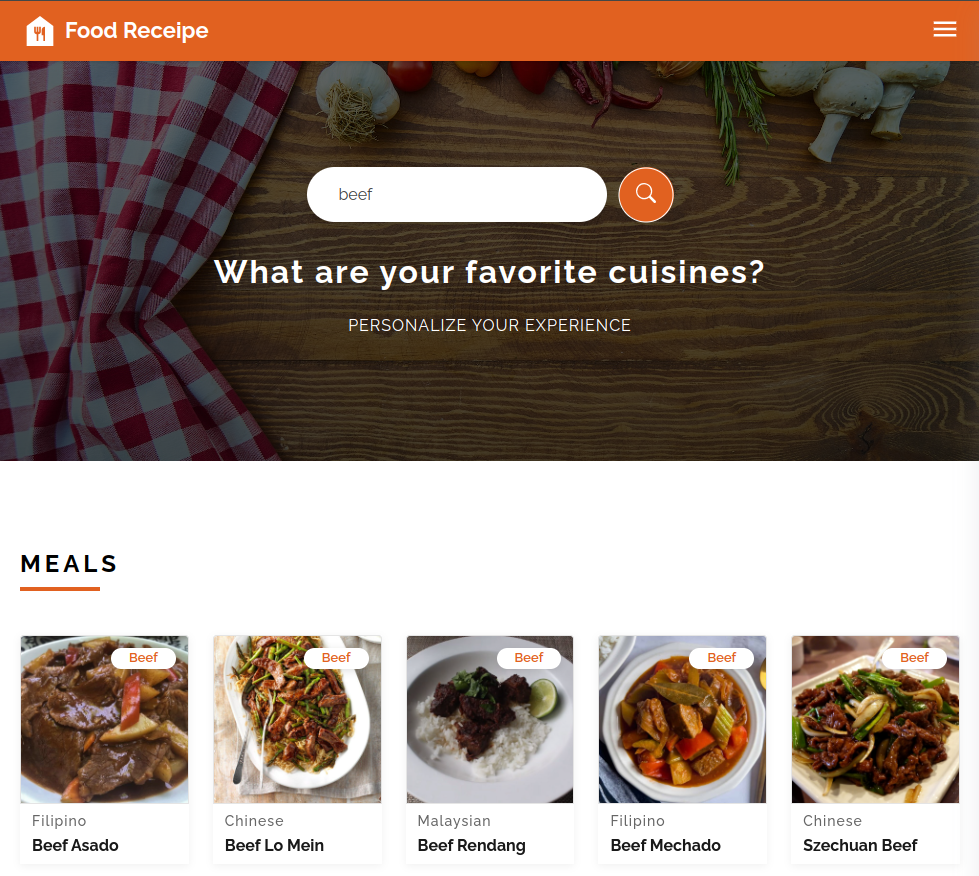 Food Receipe
beef
What are your favorite cuisines?
PERSONALIZE YOUR EXPERIENCE
MEALS
Beef
Filipino
Beef Asado
Beef
Chinese
Beef Lo Mein
Beef
Malaysian
Beef Rendang
Beef
Filipino
Beef Mechado
Beef
Chinese
Szechuan Beef